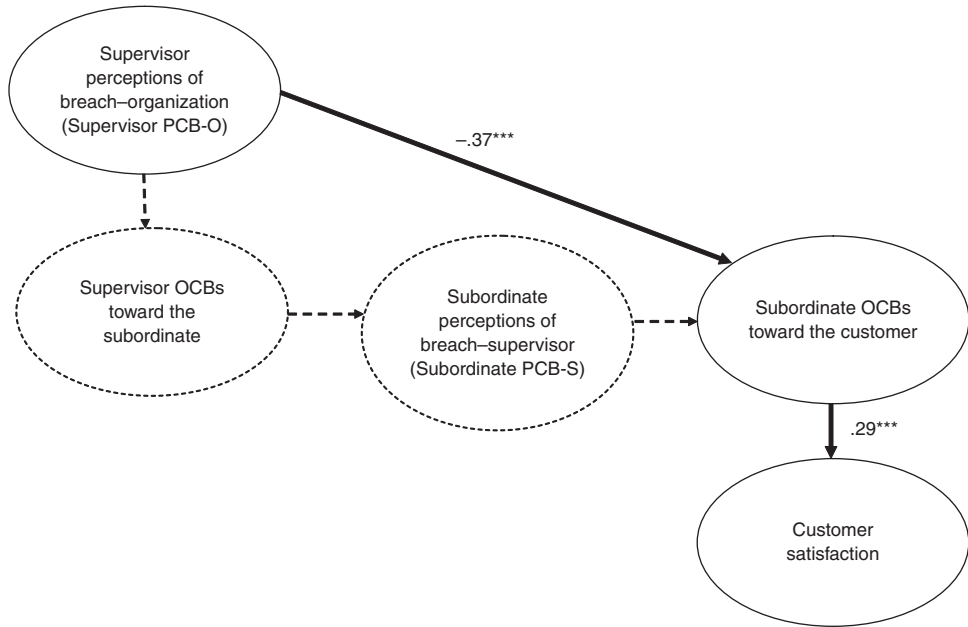 Supervisor
perceptions of
breach–organization
(Supervisor PCB-O)
–.37***
Supervisor OCBs
toward the
subordinate
Subordinate
perceptions of
breach–supervisor
(Subordinate PCB-S)
Subordinate OCBs
toward the customer
.29***
Customer
satisfaction